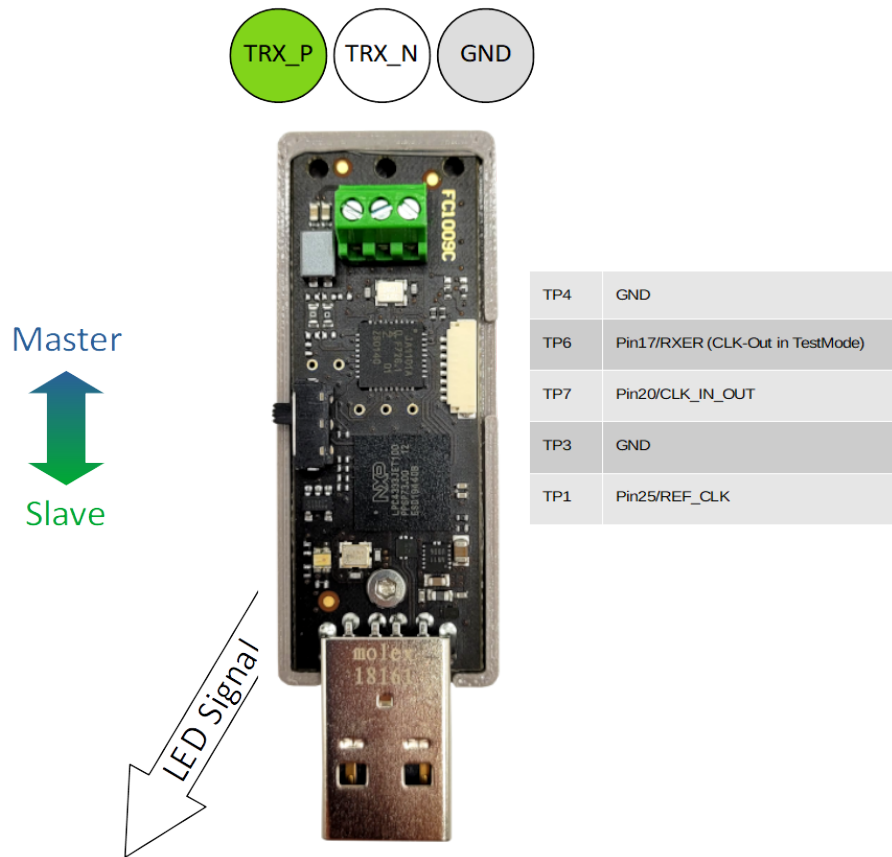 TRX_P TRX_N GND
FC1009C
Master
Slave
TP4 GND
TP6 Pin17/RXER (CLK-Out in TestMode)
TP7 Pin20/CLK_IN_OUT
TP3 GND
TP1 Pin25/REF_CLK
NXP
LED Signal
molex